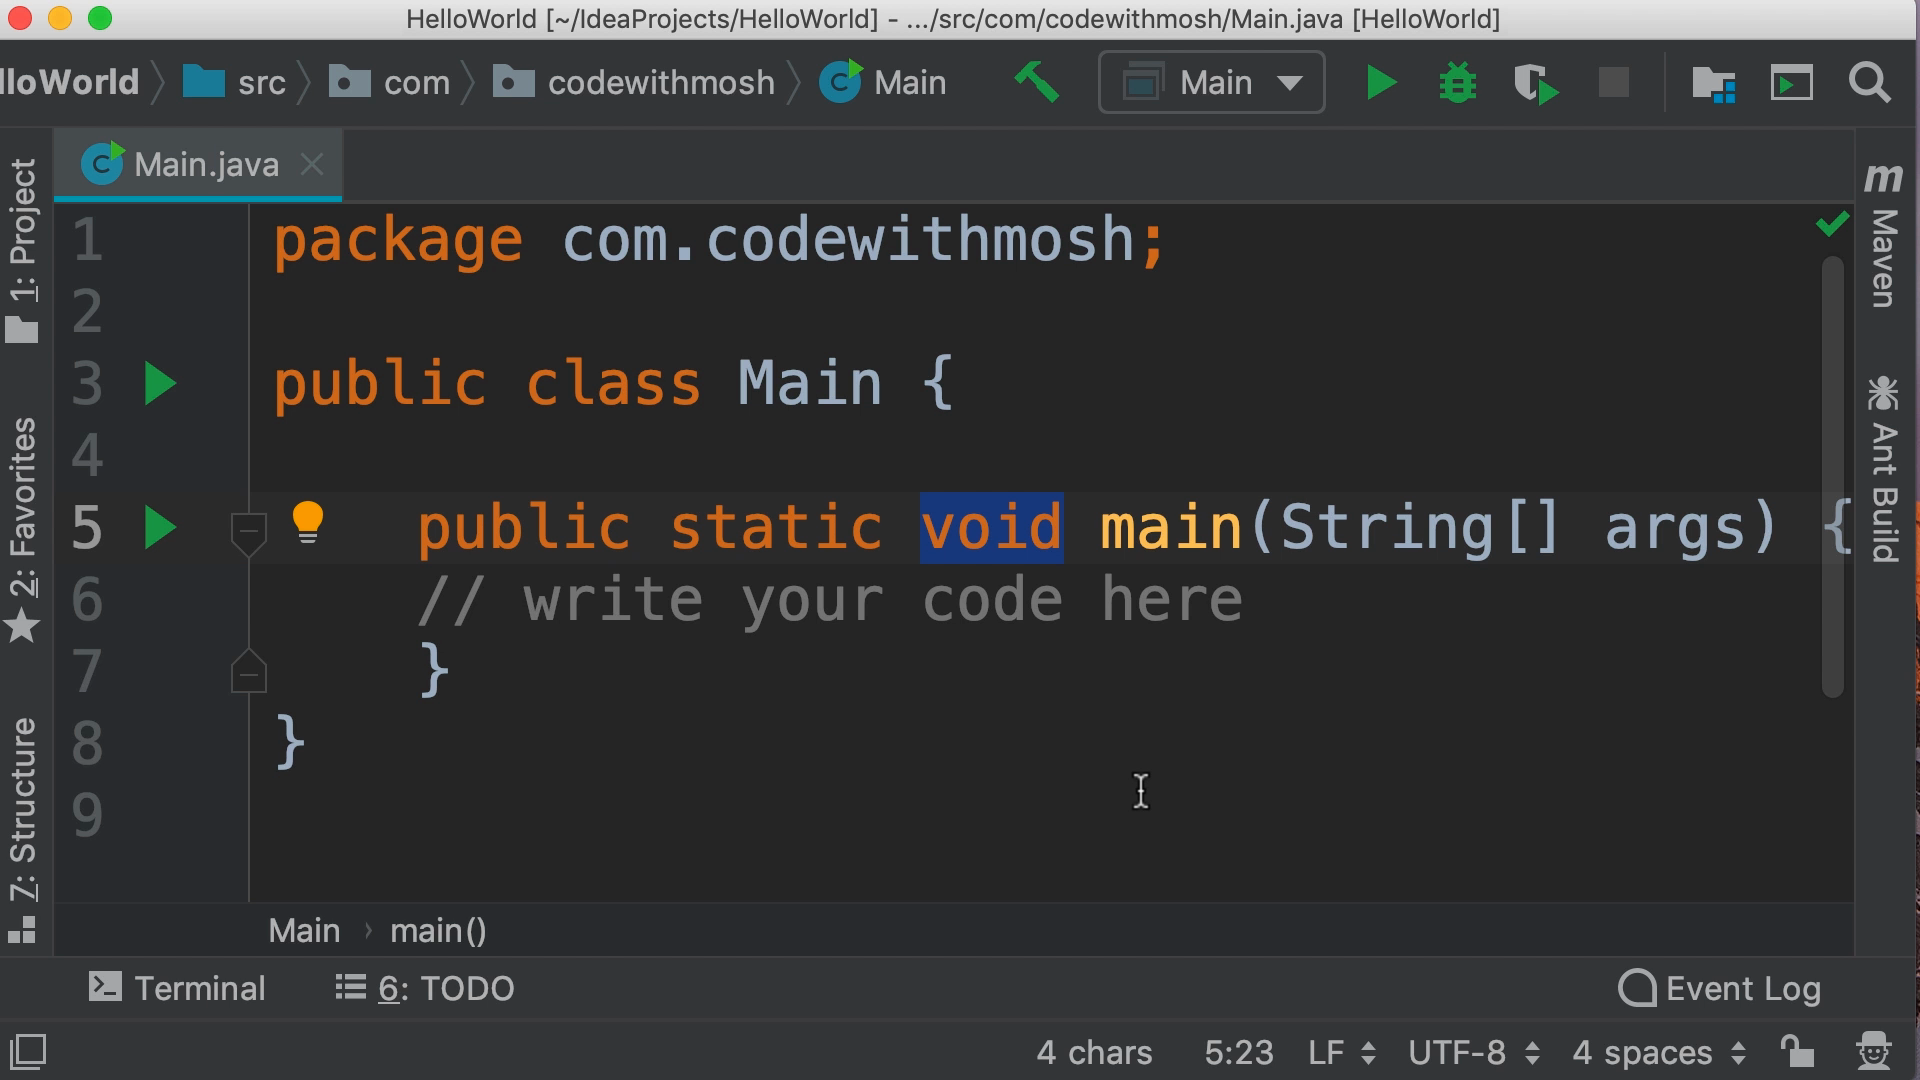 HelloWorld [~/IdeaProjects/HelloWorld] - .../src/com/codewithmosh/Main.java [HelloWorld]
lloWorld src com codewithmosh Main Main
Main.java
1 package com.codewithmosh;
2
3 public class Main {
4
5 public static void main(String[] args) {
6 // write your code here
7 }
8 }
9
1: Project
2: Favorites
7: Structure
Maven
Ant Build
Main › main()
Terminal 6: TODO Event Log
4 chars 5:23 LF UTF-8 4 spaces